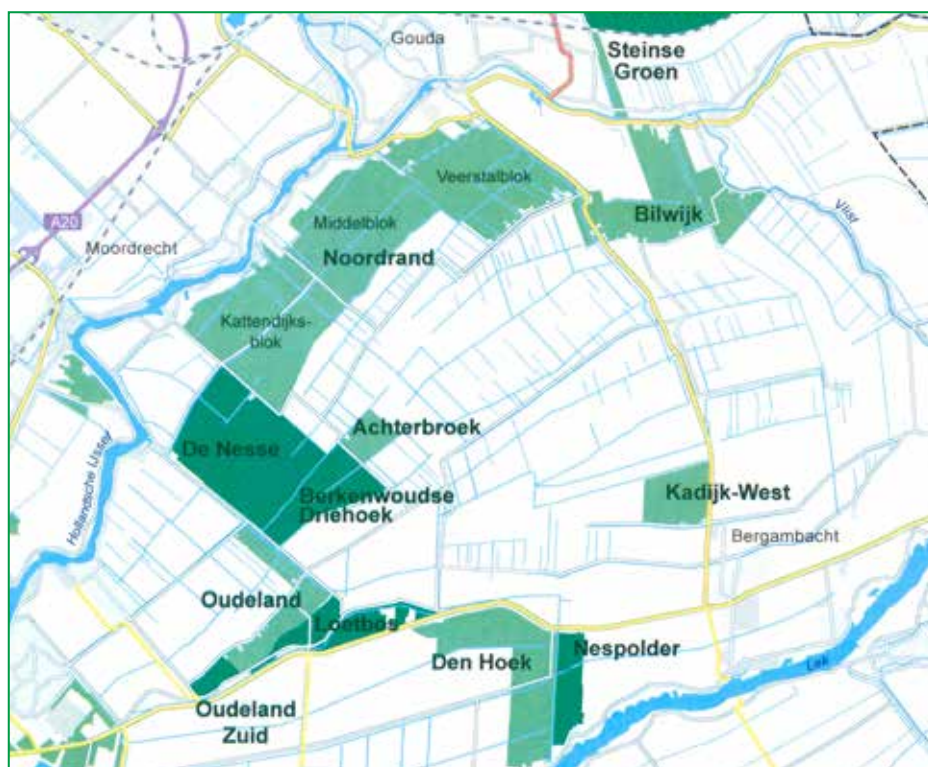 Gouda
Steinse
Groen
Veerstalblok
Bilwijk
Vlist
A20
Middelblok
Moordrecht
Noordrand
Kattendijks-
blok
Achterbroek
De Nesse
Hollandsche IJssel
Berkenwoudse
Driehoek
Kadijk-West
Bergambacht
Oudeland
Loetbos
Den Hoek
Nespolder
Lek
Oudeland
Zuid